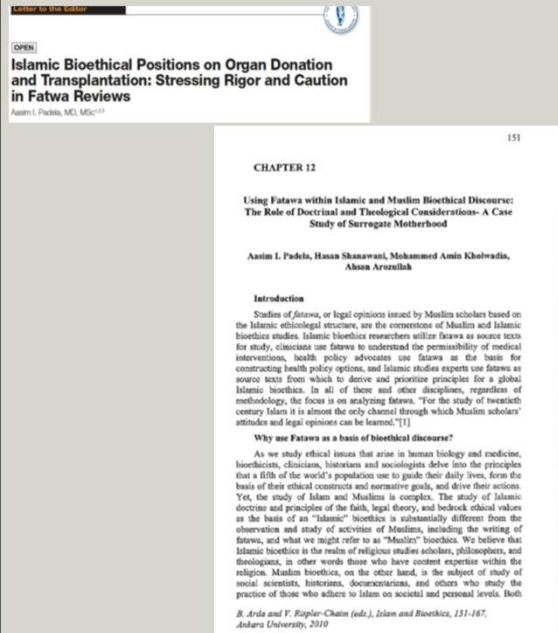 Letter to the Editor
OPEN
Islamic Bioethical Positions on Organ Donation
and Transplantation: Stressing Rigor and Caution
in Fatwa Reviews
Aasim I. Padela, MD, MSc1,2,3
151
CHAPTER 12
Using Fatawa within Islamic and Muslim Bioethical Discourse:
The Role of Doctrinal and Theological Considerations- A Case
Study of Surrogate Motherhood
Aasim I. Padela, Hasan Shanawani, Mohammed Amin Kholwadia,
Ahsan Arozullah
Introduction
Studies of fatawa, or legal opinions issued by Muslim scholars based on
the Islamic ethicolegal structure, are the cornerstone of Muslim and Islamic
bioethics studies. Islamic bioethics researchers utilize fatawa as source texts
for study, clinicians use fatawa to understand the permissibility of medical
interventions, health policy advocates use fatawa as the basis for
constructing health policy options, and Islamic studies experts use fatawa as
source texts from which to derive and prioritize principles for a global
Islamic bioethics. In all of these and other disciplines, regardless of
methodology, the focus is on analyzing fatawa. "For the study of twentieth
century Islam it is almost the only channel through which Muslim scholars'
attitudes and legal opinions can be learned."[1]
Why use Fatawa as a basis of bioethical discourse?
As we study ethical issues that arise in human biology and medicine,
bioethicists, clinicians, historians and sociologists delve into the principles
that a fifth of the world's population use to guide their daily lives, form the
basis of their ethical constructs and normative goals, and drive their actions.
Yet, the study of Islam and Muslims is complex. The study of Islamic
doctrine and principles of the faith, legal theory, and bedrock ethical values
as the basis of an "Islamic" bioethics is substantially different from the
observation and study of activities of Muslims, including the writing of
fatawa, and what we might refer to as "Muslim" bioethics. We believe that
Islamic bioethics is the realm of religious studies scholars, philosophers, and
theologians, in other words those who have content expertise within the
religion. Muslim bioethics, on the other hand, is the subject of study of
social scientists, historians, documentarians, and others who study the
practice of those who adhere to Islam on societal and personal levels. Both
B. Arda and V. Rispler-Chaim (eds.), Islam and Bioethics, 151-167,
Ankara University, 2010